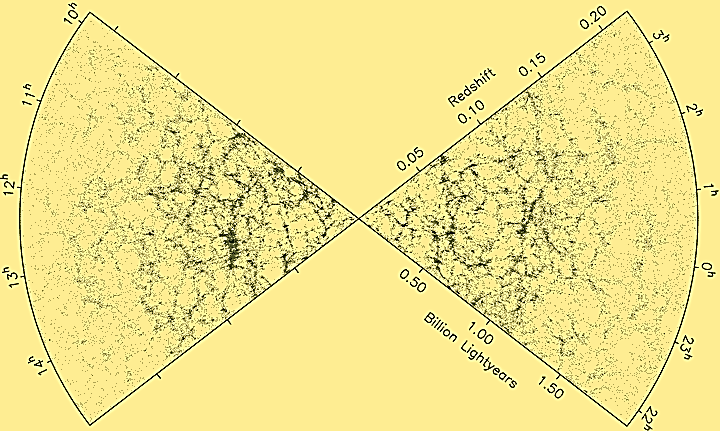 10h
11h
12h
13h
14h
3h
2h
1h
0h
23h
22h
Redshift
0.05
0.10
0.15
0.20
0.50
1.00
1.50
Billion Lightyears